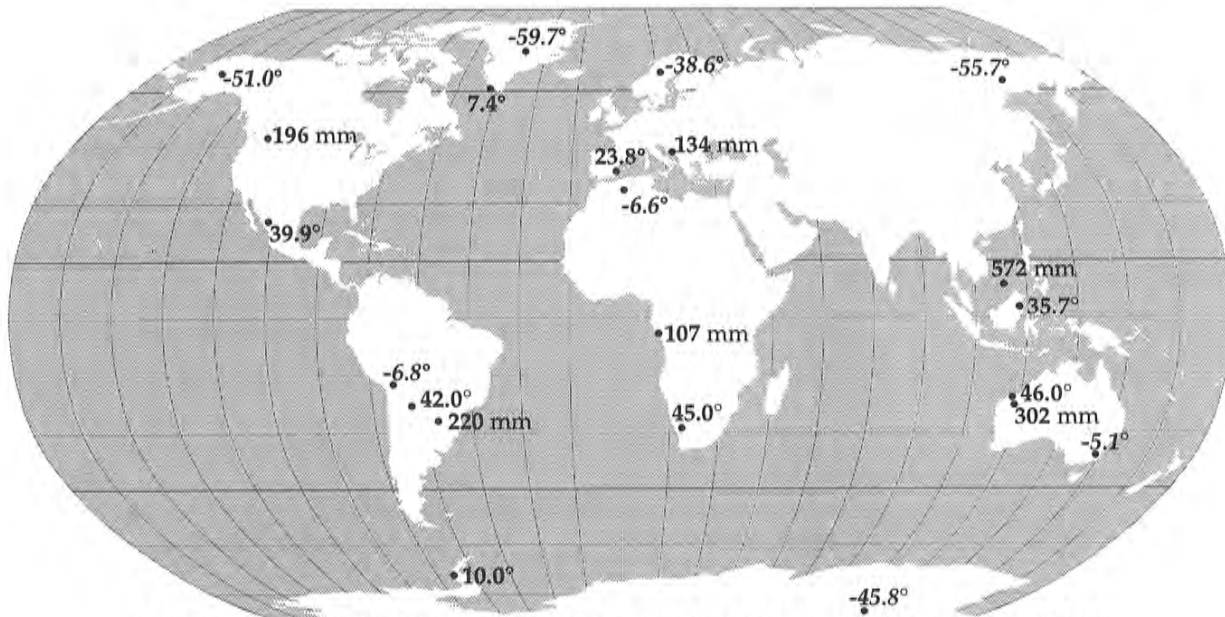 -59.7°
-38.6°
-51.0°
-55.7°
7.4°
196 mm
134 mm
23.8°
-6.6°
39.9°
572 mm
35.7°
107 mm
-6.8°
42.0°
46.0°
45.0°
302 mm
220 mm
-5.1°
10.0°
-45.8°